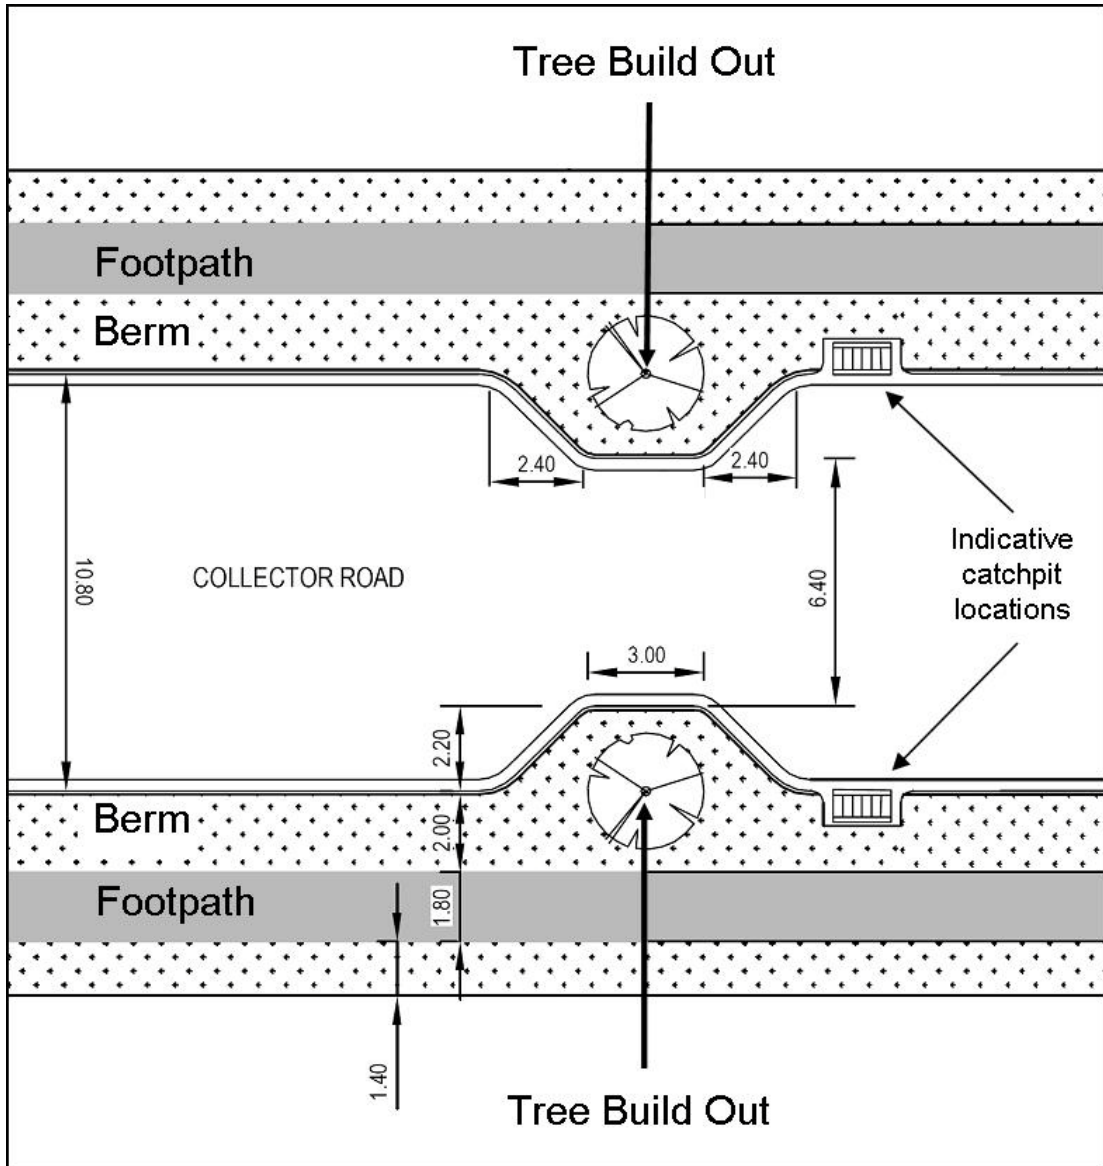 Tree Build Out
Footpath
Berm
2.40
2.40
10.80
COLLECTOR ROAD
6.40
Indicative
catchpit
locations
3.00
2.20
Berm
2.00
Footpath
1.80
1.40
Tree Build Out